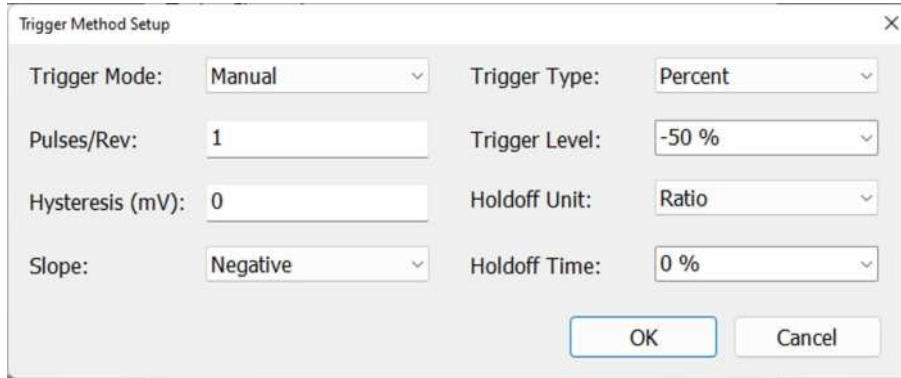 Trigger Method Setup
Trigger Mode: Manual Trigger Type: Percent
Pulses/Rev: 1 Trigger Level: -50 %
Hysteresis (mV): 0 Holdoff Unit: Ratio
Slope: Negative Holdoff Time: 0 %
OK Cancel